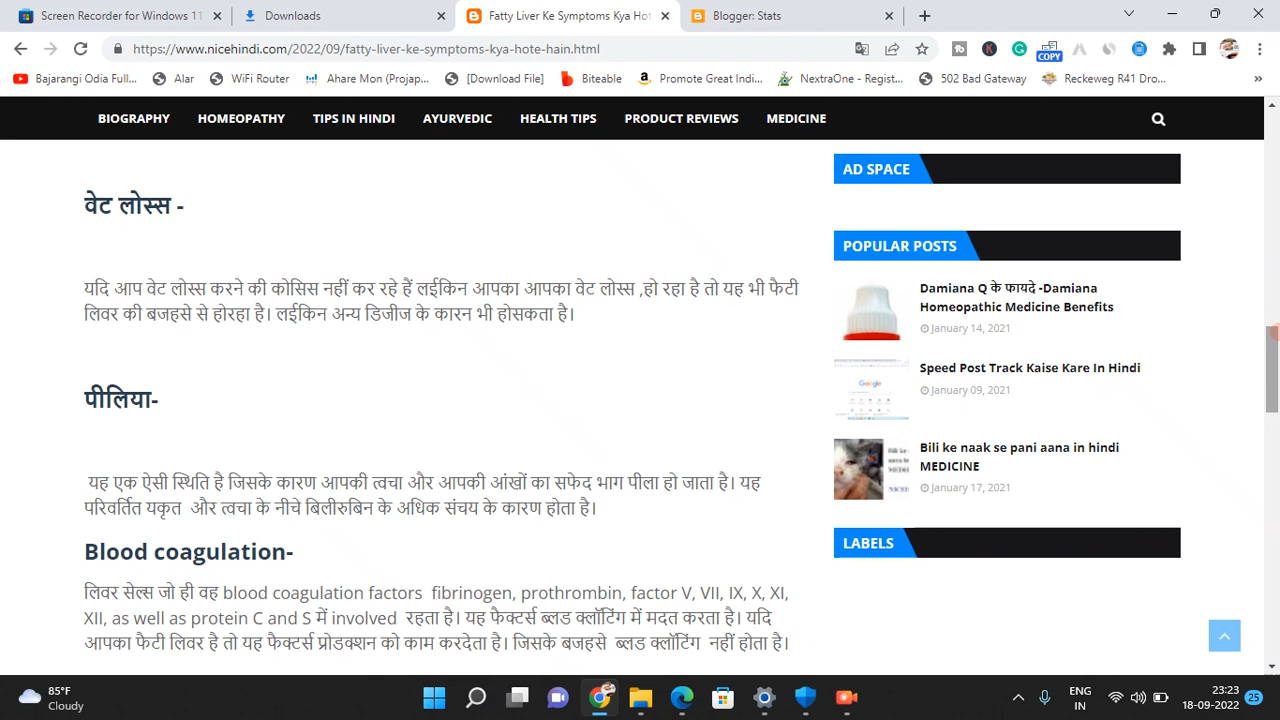 Screen Recorder for Windows 11
Downloads
Fatty Liver Ke Symptoms Kya Hot
Blogger: Stats
https://www.nicehindi.com/2022/09/fatty-liver-ke-symptoms-kya-hote-hain.html
COPY
Bajarangi Odia Full...
Alar
WiFi Router
Ahare Mon (Projap...
[Download File]
Biteable
Promote Great Indi...
NextraOne - Regist...
502 Bad Gateway
Reckeweg R41 Dro...
»
BIOGRAPHY
HOMEOPATHY
TIPS IN HINDI
AYURVEDIC
HEALTH TIPS
PRODUCT REVIEWS
MEDICINE
वेट लोस्स -
यदि आप वेट लोस्स करने की कोसिस नहीं कर रहे हैं लईकिन आपका आपका वेट लोस्स ,हो रहा है तो यह भी फैटी
लिवर की बजहसे से होरहा है। लईकिन अन्य डिजीज के कारन भी होसकता है।
पीलिया-
यह एक ऐसी स्थिति है जिसके कारण आपकी त्वचा और आपकी आंखों का सफेद भाग पीला हो जाता है। यह
परिवर्तित यकृत और त्वचा के नीचे बिलीरुबिन के अधिक संचय के कारण होता है।
Blood coagulation-
लिवर सेल्स जो ही वह blood coagulation factors fibrinogen, prothrombin, factor V, VII, IX, X, XI,
XII, as well as protein C and S में involved रहता है। यह फैक्टर्स ब्लड क्लॉटिंग में मदत करता है। यदि
आपका फैटी लिवर है तो यह फैक्टर्स प्रोडक्शन को काम करदेता है। जिसके बजहसे ब्लड क्लॉटिंग नहीं होता है।
AD SPACE
POPULAR POSTS
Damiana Q के फायदे -Damiana
Homeopathic Medicine Benefits
January 14, 2021
Speed Post Track Kaise Kare In Hindi
January 09, 2021
Bili ke naak se pani aana in hindi
MEDICINE
January 17, 2021
LABELS
85°F
Cloudy
ENG
IN
23:23
18-09-2022
25